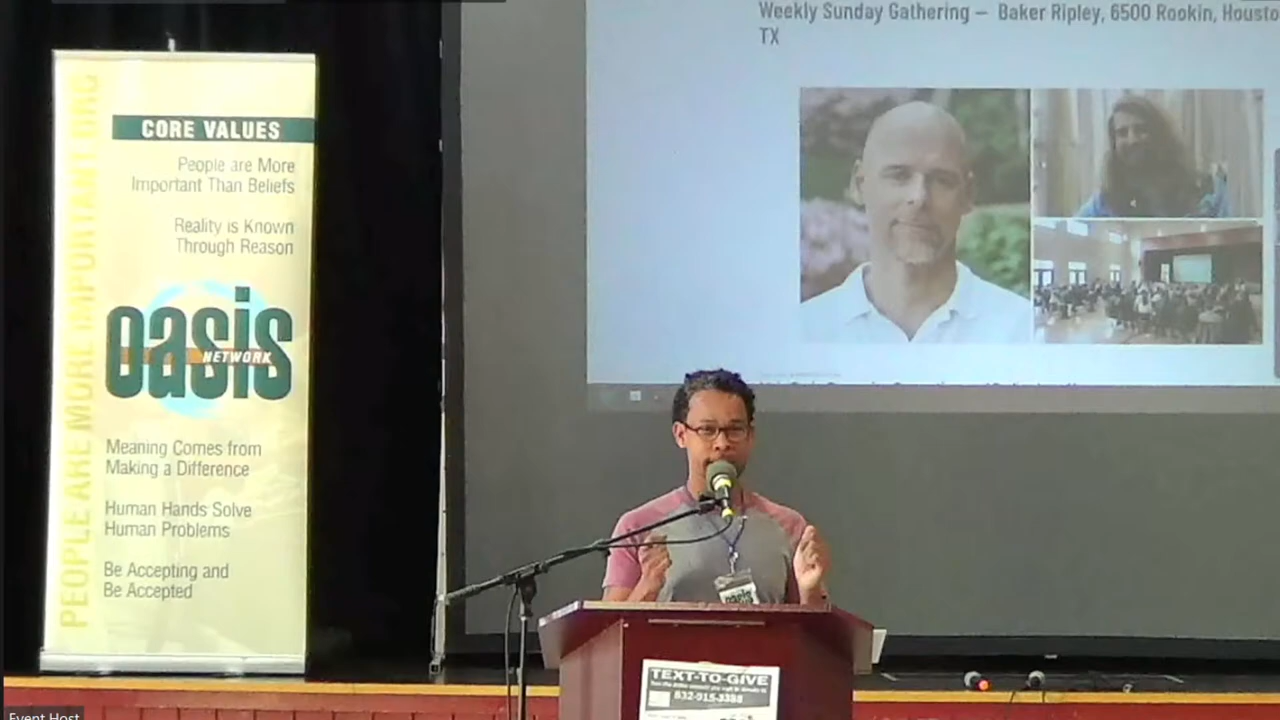 Weekly Sunday Gathering — Baker Ripley, 6500 Rookin, Housto
TX
PEOPLE ARE MORE IMPORTANT.ORG
CORE VALUES
People are More
Important Than Beliefs
Reality is Known
Through Reason
oasis
NETWORK
Meaning Comes from
Making a Difference
Human Hands Solve
Human Problems
Be Accepting and
Be Accepted
oasis
TEXT-TO-GIVE
832-915-3388
Event Host